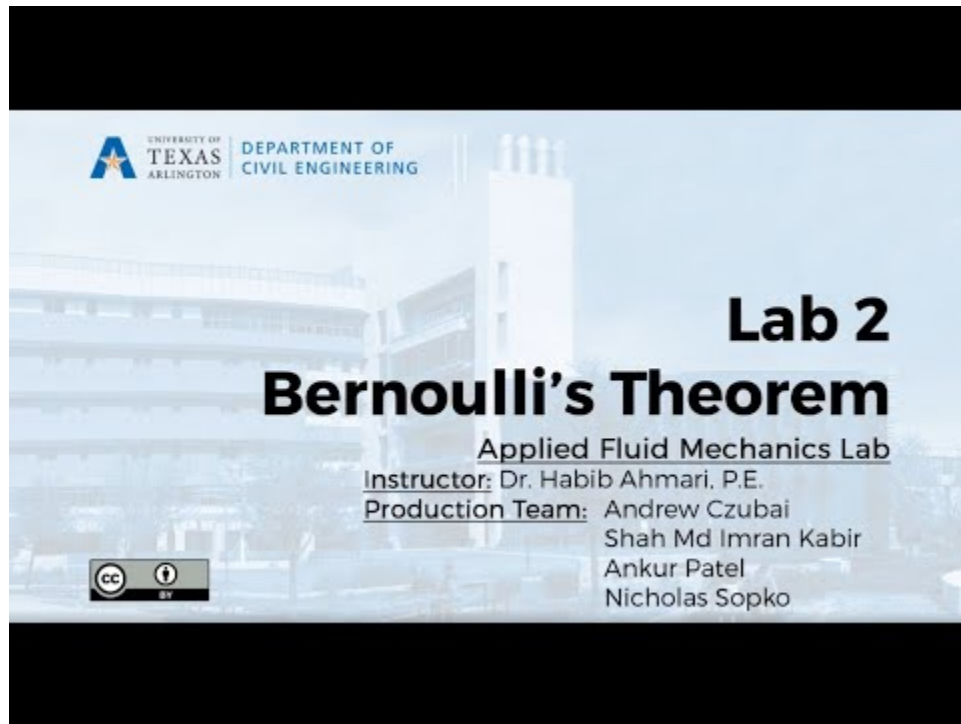 UNIVERSITY OF
TEXAS
ARLINGTON
DEPARTMENT OF
CIVIL ENGINEERING
Lab 2
Bernoulli’s Theorem
Applied Fluid Mechanics Lab
Instructor: Dr. Habib Ahmari, P.E.
Production Team: Andrew Czubai
Shah Md Imran Kabir
Ankur Patel
Nicholas Sopko
cc
BY